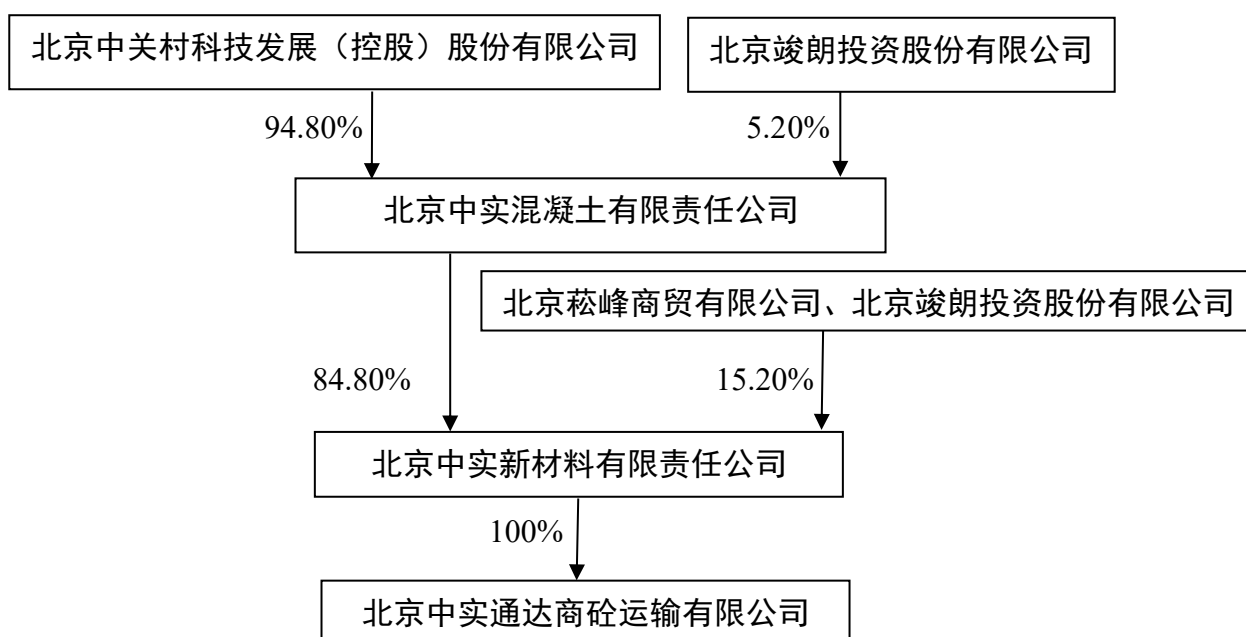 北京中关村科技发展（控股）股份有限公司
北京竣朗投资股份有限公司
94.80%
5.20%
北京中实混凝土有限责任公司
北京菘峰商贸有限公司、北京竣朗投资股份有限公司
84.80%
15.20%
北京中实新材料有限责任公司
100%
北京中实通达商砼运输有限公司